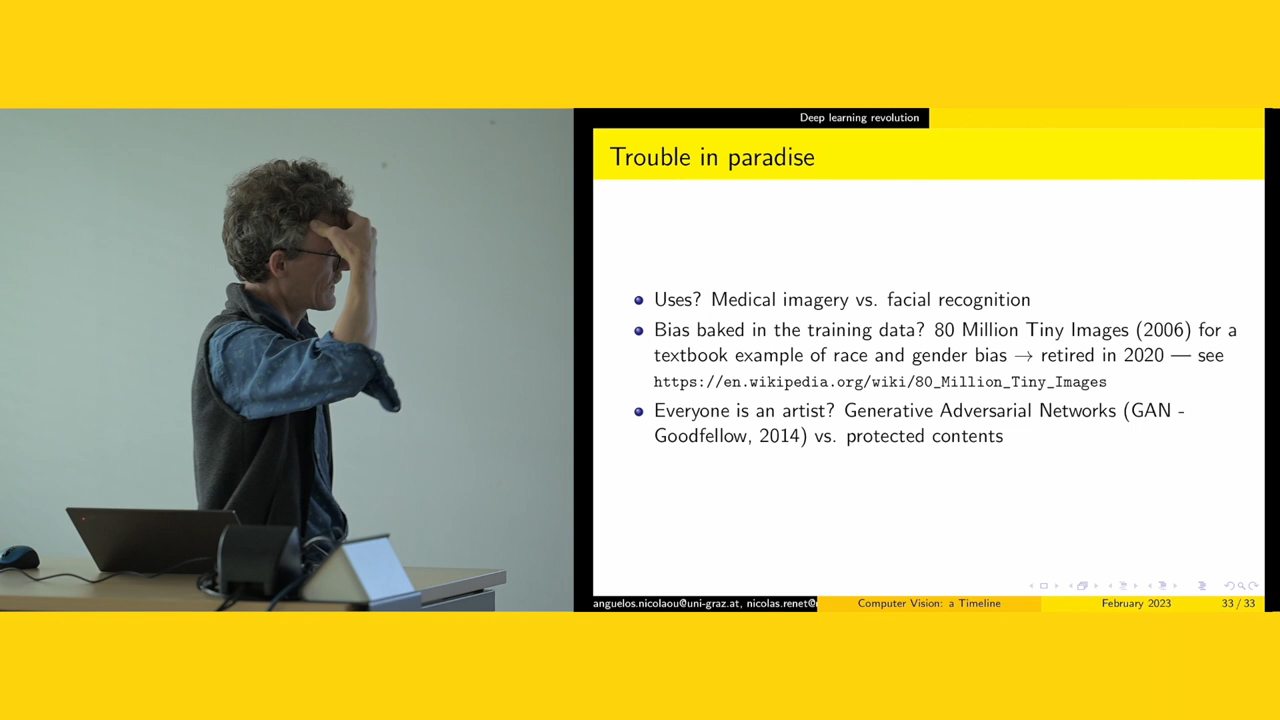 Deep learning revolution
Trouble in paradise
Uses? Medical imagery vs. facial recognition
Bias baked in the training data? 80 Million Tiny Images (2006) for a
textbook example of race and gender bias → retired in 2020 — see
https://en.wikipedia.org/wiki/80_Million_Tiny_Images
Everyone is an artist? Generative Adversarial Networks (GAN -
Goodfellow, 2014) vs. protected contents
anguelos.nicolaou@uni-graz.at, nicolas.renet@
Computer Vision: a Timeline
February 2023
33 / 33